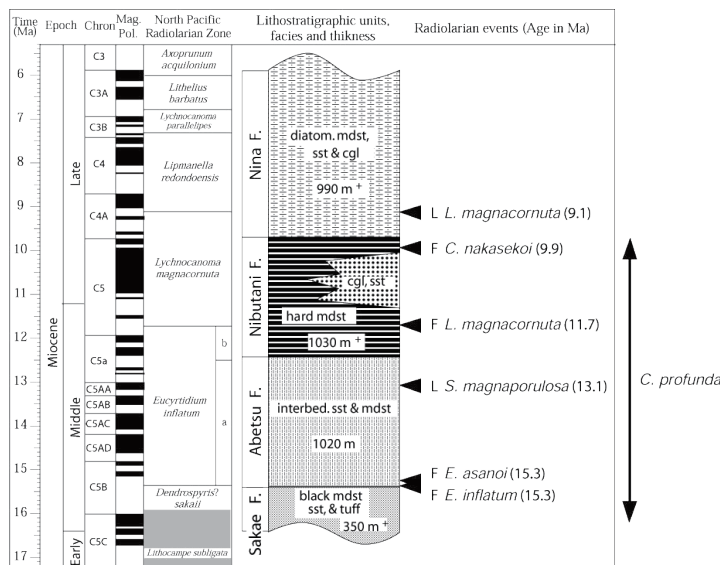 Time (Ma)
Epoch
Chron
Mag. Pol.
North Pacific
Radiolarian Zone
Lithostratigraphic units,
facies and thikness
Radiolarian events (Age in Ma)
6
7
8
9
10
11
12
13
14
15
16
17
Miocene
Late
Middle
Early
C3
C3A
C3B
C4
C4A
C5
C5a
C5AA
C5AB
C5AC
C5AD
C5B
C5C
Axoprunum
acquilonium
Lithelius
barbatus
Lychnocanoma
parallelipes
Lipmanella
redondoensis
Lychnocanoma
magnacornuta
Eucyrtidium
inflatum
b
a
Dendrospyris?
sakaii
Lithocampe subligata
Nina F.
diatom. mdst,
sst & cgl
990 m +
Nibutani F.
cgl, sst
hard mdst
1030 m +
Abetsu F.
interbed. sst & mdst
1020 m
Sakae F.
black mdst
sst, & tuff
350 m +
L L. magnacornuta (9.1)
F C. nakasekoi (9.9)
F L. magnacornuta (11.7)
L S. magnaporulosa (13.1)
F E. asanoi (15.3)
F E. inflatum (15.3)
C. profunda